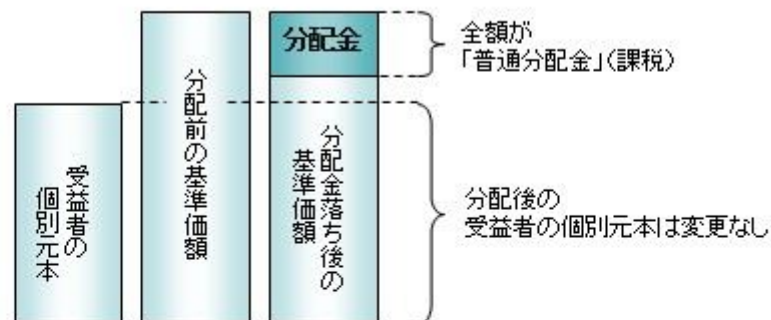 受益者の
個別元本
分配前の基準価額
分配金
分配金落ち後の
基準価額
全額が
「普通分配金」(課税)
分配後の
受益者の個別元本は変更なし